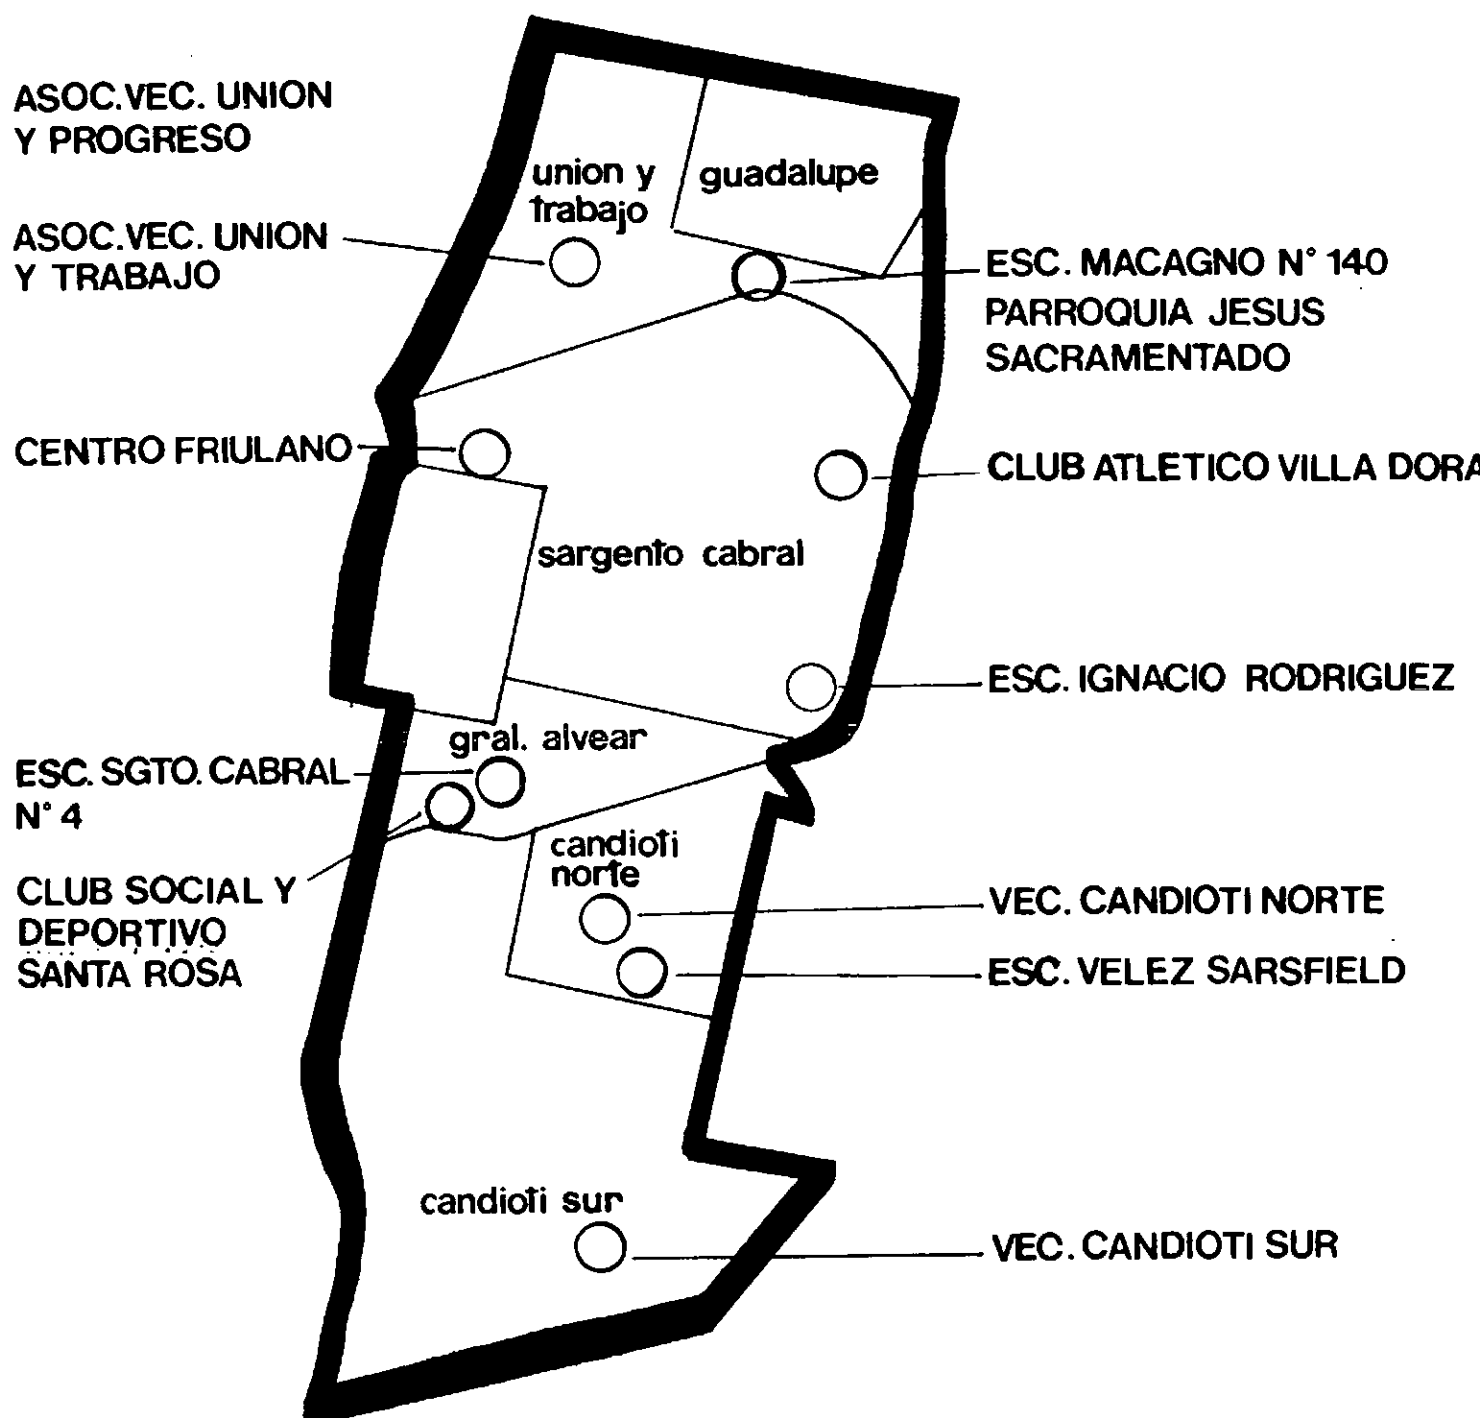 ASOC.VEC. UNION
Y PROGRESO
union y
trabajo
guadalupe
ASOC.VEC. UNION
Y TRABAJO
ESC. MACAGNO N° 140
PARROQUIA JESUS
SACRAMENTADO
CENTRO FRIULANO
CLUB ATLETICO VILLA DORA
sargento cabral
ESC. IGNACIO RODRIGUEZ
gral. alvear
ESC. SGTO. CABRAL
N° 4
candioti
norte
CLUB SOCIAL Y
DEPORTIVO
SANTA ROSA
VEC. CANDIOTI NORTE
ESC. VELEZ SARSFIELD
candioti sur
VEC. CANDIOTI SUR